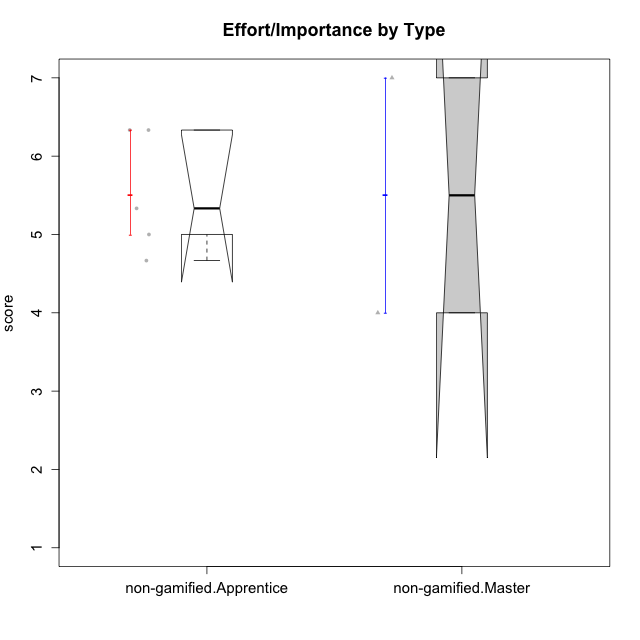 Effort/Importance by Type
score
7
6
5
4
3
2
1
non-gamified.Apprentice
non-gamified.Master